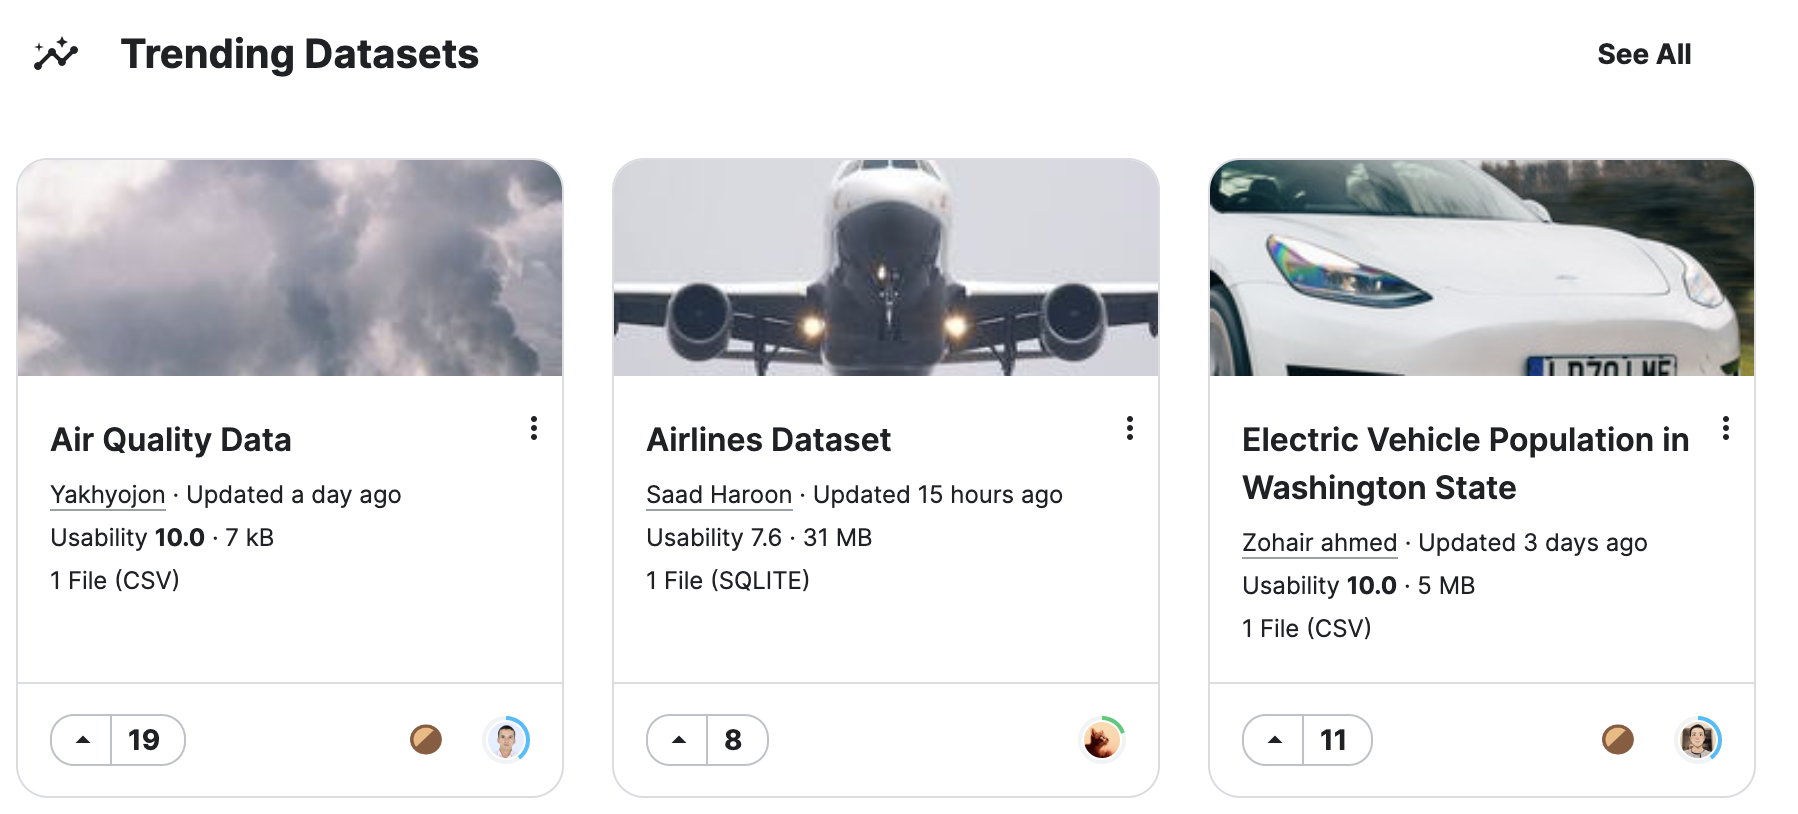 Trending Datasets
See All
Air Quality Data
Yakhyojon · Updated a day ago
Usability 10.0 · 7 kB
1 File (CSV)
19
Airlines Dataset
Saad Haroon · Updated 15 hours ago
Usability 7.6 · 31 MB
1 File (SQLITE)
8
Electric Vehicle Population in
Washington State
Zohair ahmed · Updated 3 days ago
Usability 10.0 · 5 MB
1 File (CSV)
11